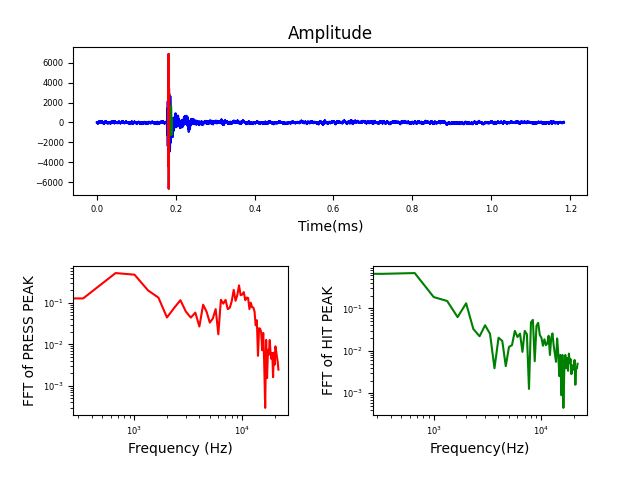 Amplitude
6000
4000
2000
0
−2000
−4000
−6000
0.0 0.2 0.4 0.6 0.8 1.0 1.2
Time(ms)
FFT of PRESS PEAK
10⁻¹
10⁻²
10⁻³
10³ 10⁴
Frequency (Hz)
FFT of HIT PEAK
10⁻¹
10⁻²
10⁻³
10³ 10⁴
Frequency(Hz)